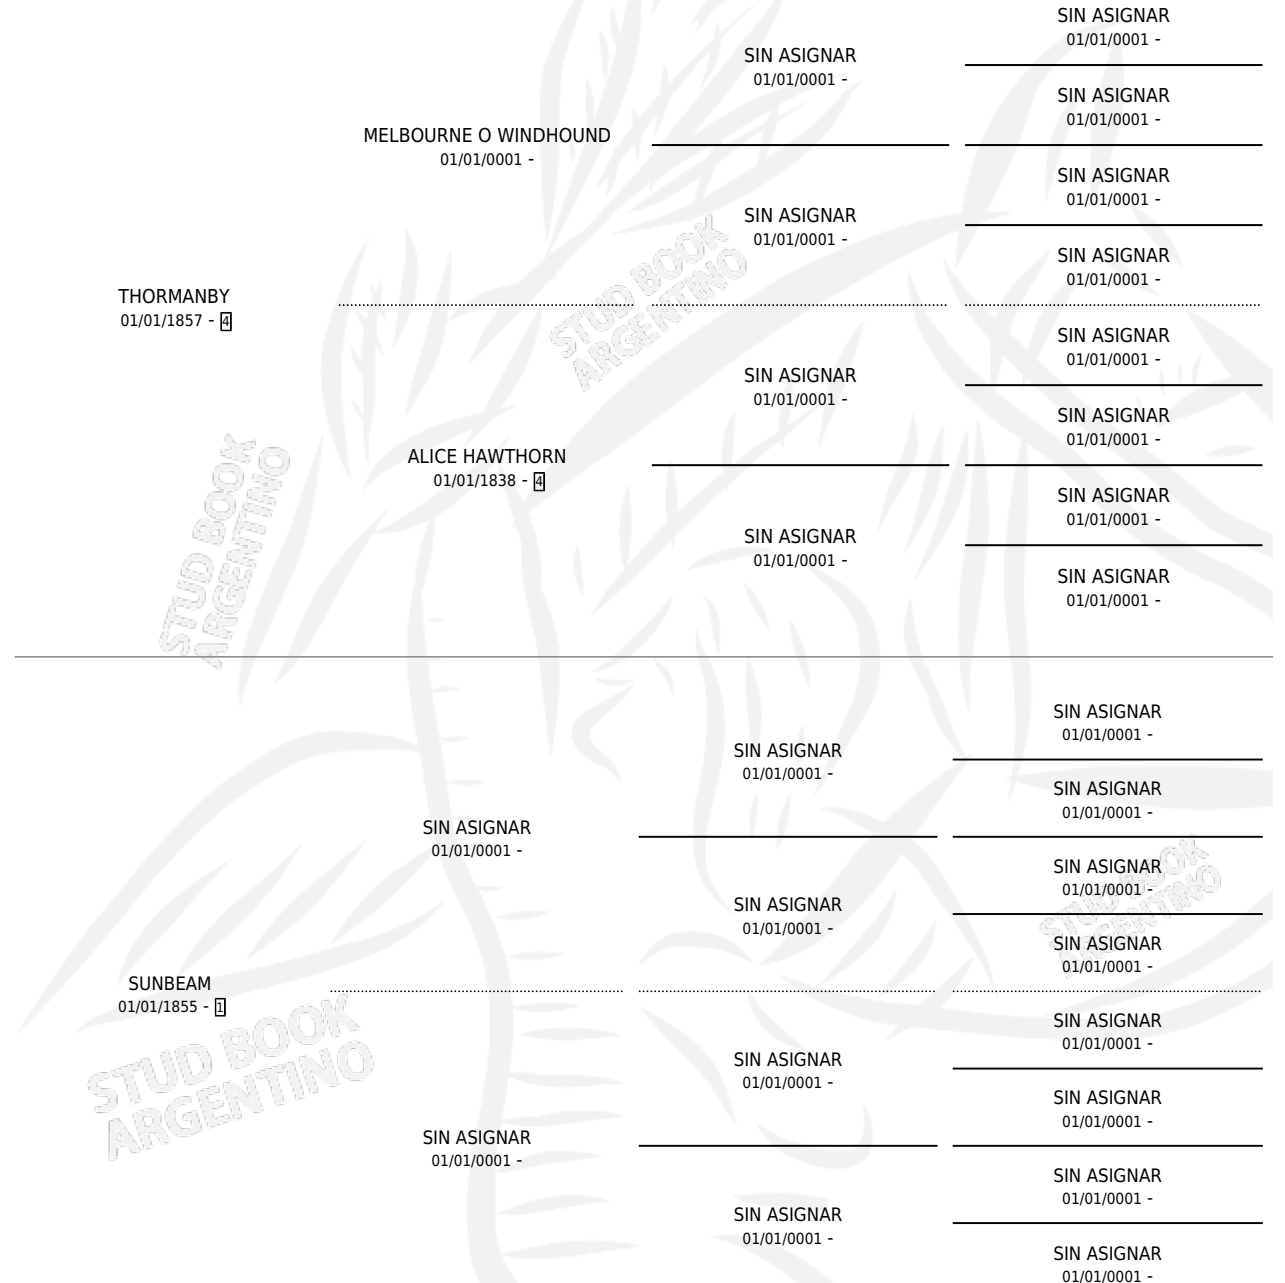 SIN ASIGNAR
01/01/0001 -
SIN ASIGNAR
01/01/0001 -
SIN ASIGNAR
01/01/0001 -
MELBOURNE O WINDHOUND
01/01/0001 -
SIN ASIGNAR
01/01/0001 -
SIN ASIGNAR
01/01/0001 -
SIN ASIGNAR
01/01/0001 -
THORMANBY
01/01/1857 - 4
STUD BOOK
ARGENTINO
SIN ASIGNAR
01/01/0001 -
SIN ASIGNAR
01/01/0001 -
SIN ASIGNAR
01/01/0001 -
ALICE HAWTHORN
01/01/1838 - 4
SIN ASIGNAR
01/01/0001 -
SIN ASIGNAR
01/01/0001 -
SIN ASIGNAR
01/01/0001 -
STUD BOOK
ARGENTINO
SIN ASIGNAR
01/01/0001 -
SIN ASIGNAR
01/01/0001 -
SIN ASIGNAR
01/01/0001 -
SIN ASIGNAR
01/01/0001 -
SIN ASIGNAR
01/01/0001 -
SIN ASIGNAR
01/01/0001 -
SIN ASIGNAR
01/01/0001 -
STUD BOOK
ARGENTINO
SIN ASIGNAR
01/01/0001 -
SUNBEAM
01/01/1855 - 1
STUD BOOK
ARGENTINO
SIN ASIGNAR
01/01/0001 -
SIN ASIGNAR
01/01/0001 -
SIN ASIGNAR
01/01/0001 -
SIN ASIGNAR
01/01/0001 -
SIN ASIGNAR
01/01/0001 -
SIN ASIGNAR
01/01/0001 -
SIN ASIGNAR
01/01/0001 -